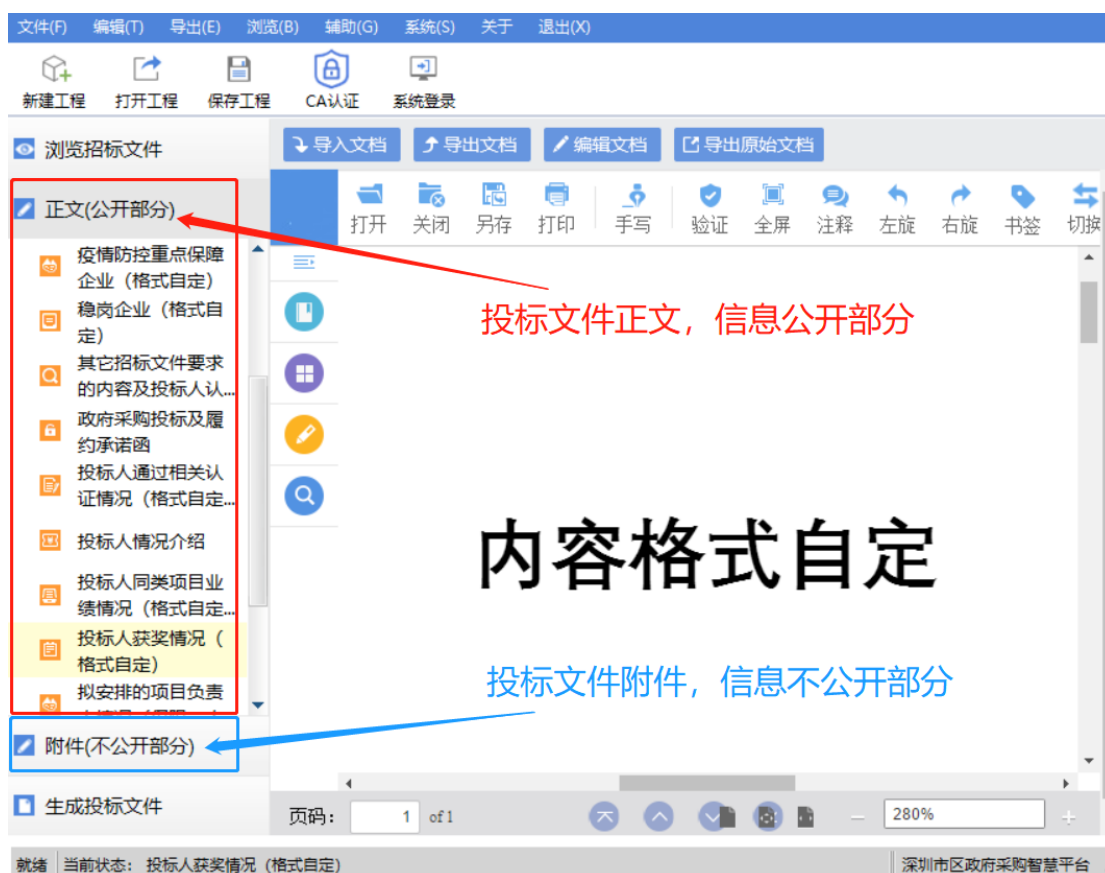 文件(F) 编辑(T) 导出(E) 浏览(B) 辅助(G) 系统(S) 关于 退出(X)
新建工程 打开工程 保存工程 CA认证 系统登录
浏览招标文件
导入文档 导出文档 编辑文档 导出原始文档
正文(公开部分)
打开 关闭 另存 打印 手写 验证 全屏 注释 左旋 右旋 书签 切换
疫情防控重点保障
企业（格式自定）
稳岗企业（格式自
定）
其它招标文件要求
的内容及投标人认...
政府采购投标及履
约承诺函
投标人通过相关认
证情况（格式自定...
投标人情况介绍
投标人同类项目业
绩情况（格式自定...
投标人获奖情况（
格式自定）
拟安排的项目负责
投标文件正文，信息公开部分
内容格式自定
投标文件附件，信息不公开部分
附件(不公开部分)
生成投标文件
页码: 1 of 1 280%
就绪 当前状态: 投标人获奖情况（格式自定） 深圳市区政府采购智慧平台